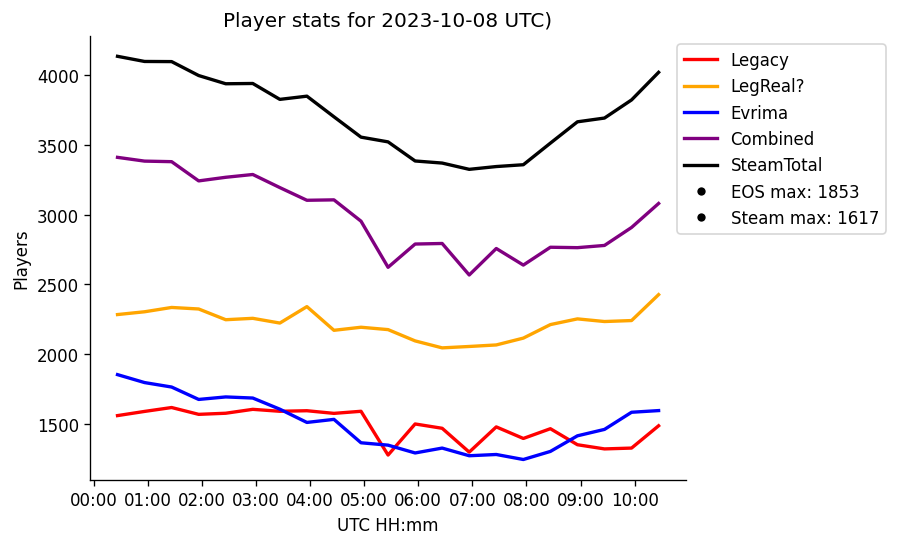 Player stats for 2023-10-08 UTC)
4000
3500
3000
2500
2000
1500
Players
00:00 01:00 02:00 03:00 04:00 05:00 06:00 07:00 08:00 09:00 10:00
UTC HH:mm
Legacy
LegReal?
Evrima
Combined
SteamTotal
EOS max: 1853
Steam max: 1617